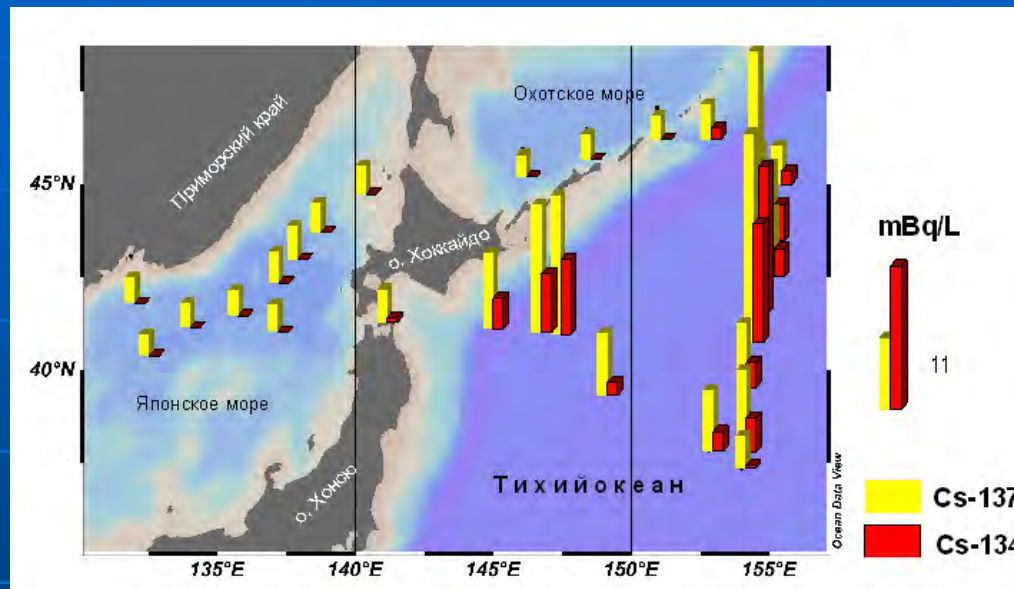 Охотское море
Приморский край
45°N
о. Хоккайдо
mBq/L
11
40°N
Японское море
о. Хонсю
Тихийокеан
Ocean Data View
Cs-137
Cs-134
135°E
140°E
145°E
150°E
155°E